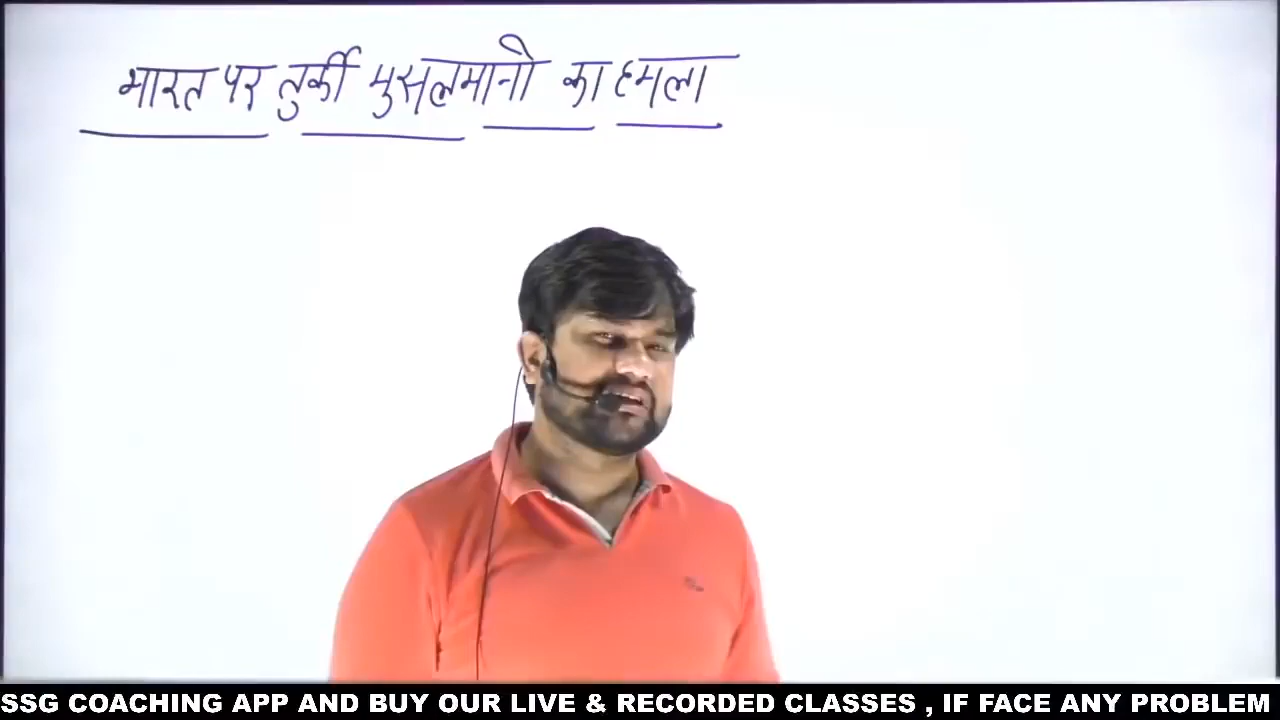 भारत पर तुर्की मुसलमानो का हमला
SSG COACHING APP AND BUY OUR LIVE & RECORDED CLASSES , IF FACE ANY PROBLEM